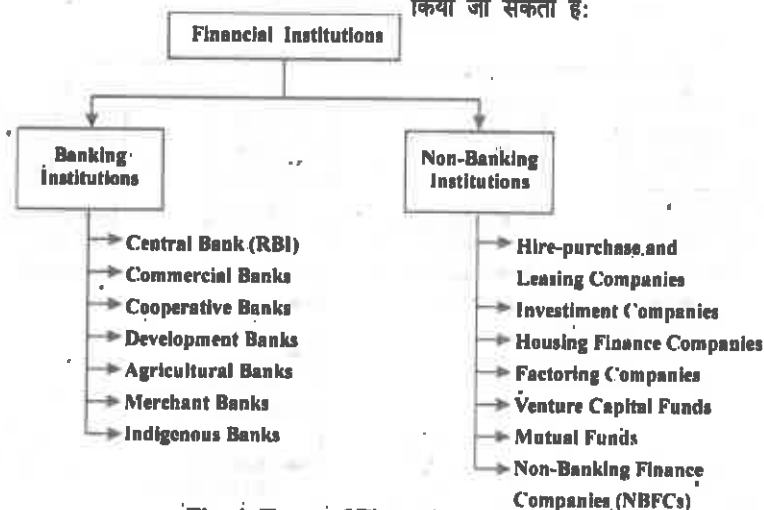 किया जा सकता है:
Financial Institutions
Banking
Institutions
Central Bank (RBI)
Commercial Banks
Cooperative Banks
Development Banks
Agricultural Banks
Merchant Banks
Indigenous Banks
Non-Banking
Institutions
Hire-purchase and
Leasing Companies
Investiment Companies
Housing Finance Companies
Factoring Companies
Venture Capital Funds
Mutual Funds
Non-Banking Finance
Companies (NBFCs)